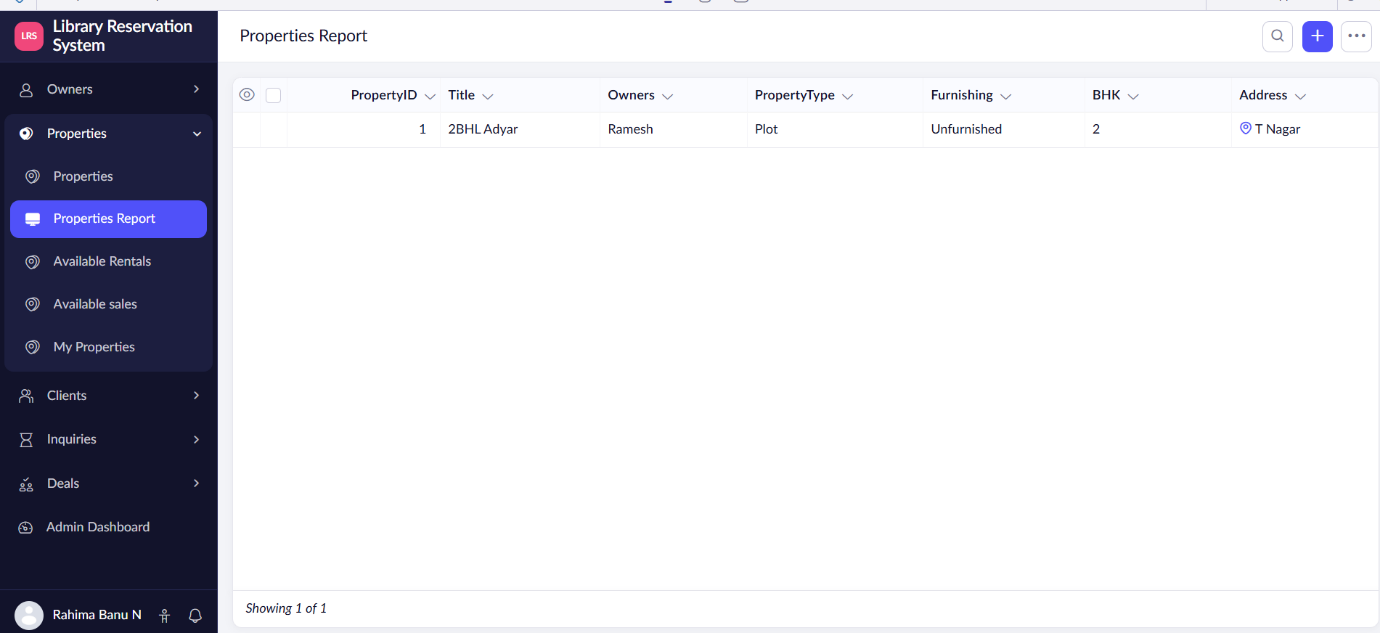 LRS
Library Reservation
System
Owners
Properties
Properties
Properties Report
Available Rentals
Available sales
My Properties
Clients
Inquiries
Deals
Admin Dashboard
Rahima Banu N
Properties Report
PropertyID Title Owners PropertyType Furnishing BHK Address
1 2BHL Adyar Ramesh Plot Unfurnished 2 T Nagar
Showing 1 of 1